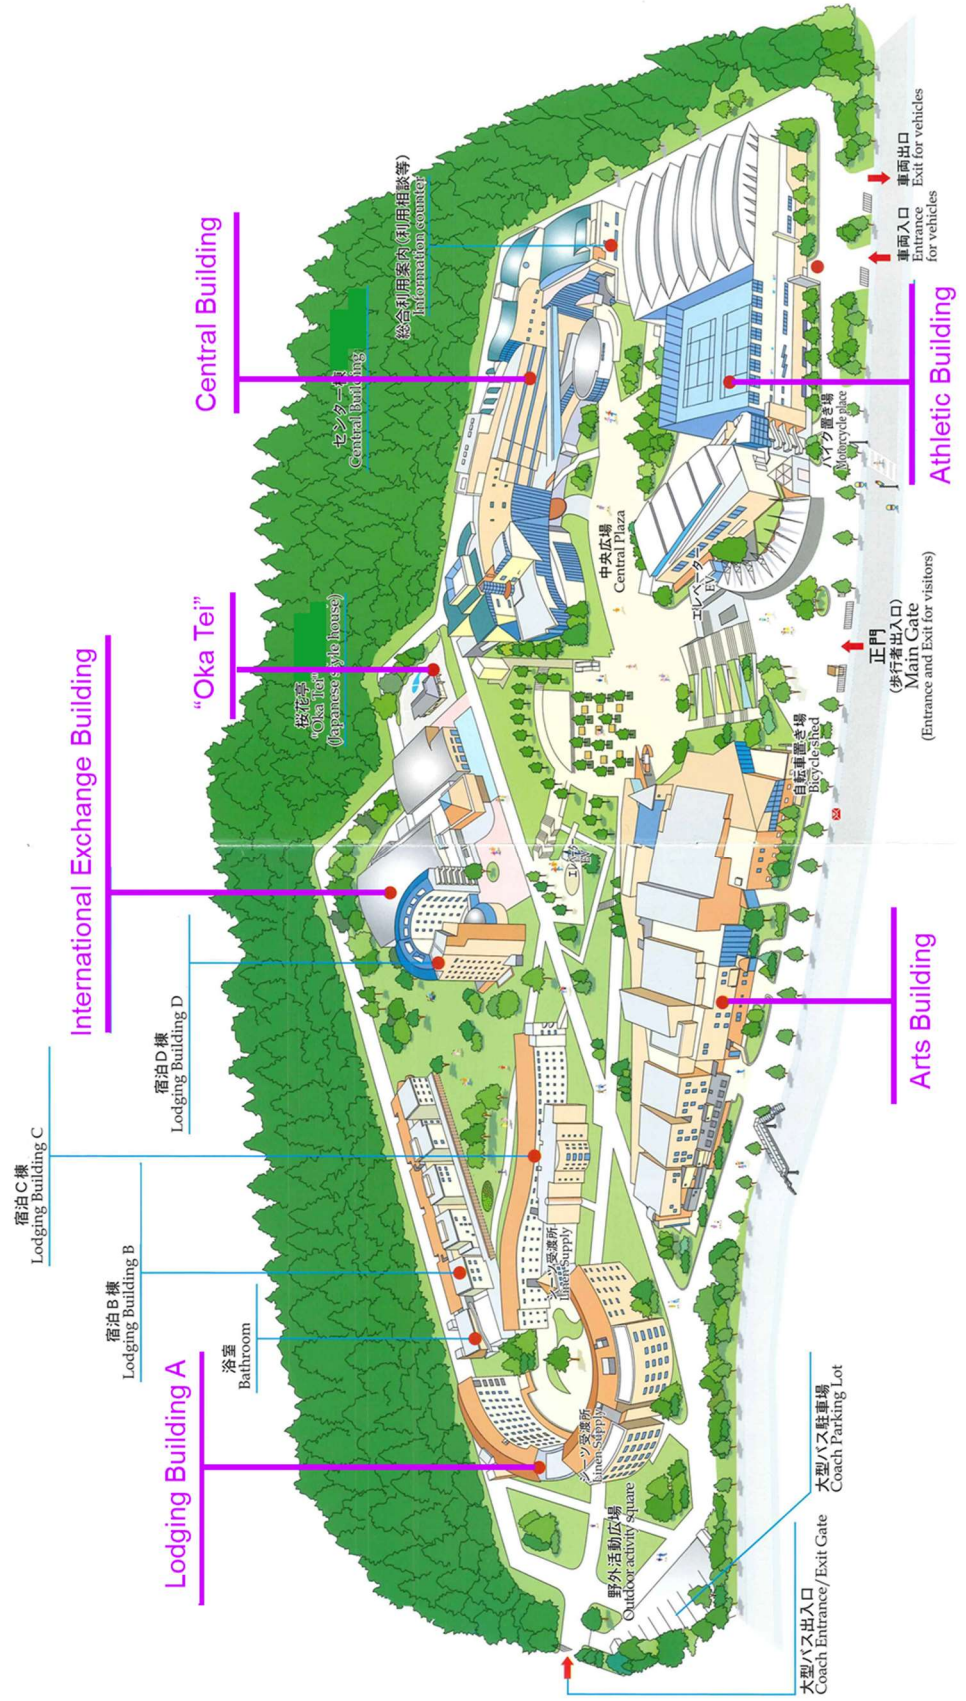 Lodging Building A
International Exchange Building
“Oka Tei”
Central Building
宿泊C棟
Lodging Building C
宿泊B棟
Lodging Building B
浴室
Bathroom
宿泊D棟
Lodging Building D
桜花亭
"Oka Tei"
(Japanese style house)
センター棟
Central Building
総合利用案内(利用相談等)
Information counter
シーツ受渡所
Linen Supply
シーツ受渡所
Linen Supply
中央広場
Central Plaza
エレベーター
EV
バイク置き場
Motorcycle place
自転車置き場
Bicycle shed
野外活動広場
Outdoor activity square
大型バス出入口
Coach Entrance/Exit Gate
大型バス駐車場
Coach Parking Lot
Arts Building
正門
(歩行者出入口)
Main Gate
(Entrance and Exit for visitors)
Athletic Building
車両入口
Entrance
for vehicles
車両出口
Exit for vehicles